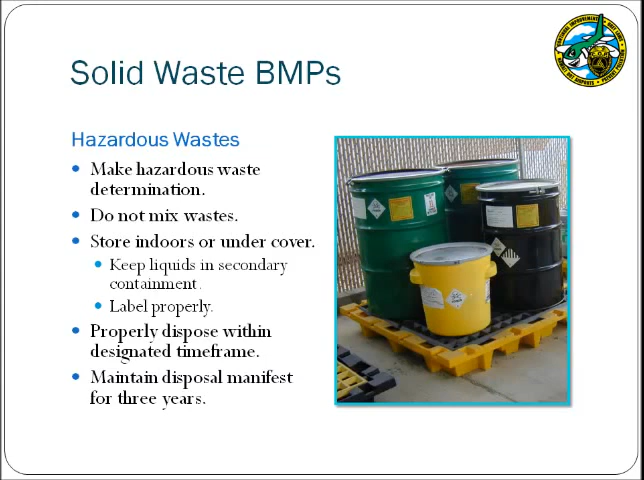 Solid Waste BMPs
Hazardous Wastes
• Make hazardous waste
determination.
• Do not mix wastes.
• Store indoors or under cover.
• Keep liquids in secondary
containment.
• Label properly.
• Properly dispose within
designated timeframe.
• Maintain disposal manifest
for three years.